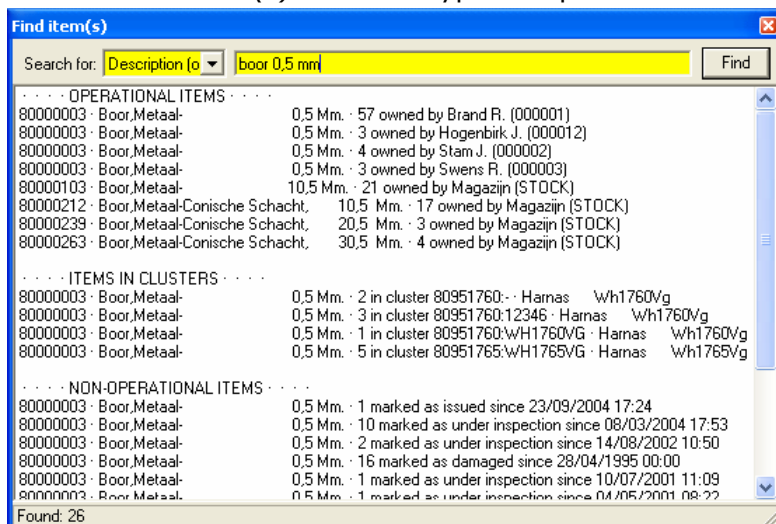 Find item(s)
Search for: Description (o boor 0,5 mm Find
· · · · OPERATIONAL ITEMS · · · ·
80000003 · Boor,Metaal- 0,5 Mm. · 57 owned by Brand R. (000001)
80000003 · Boor,Metaal- 0,5 Mm. · 3 owned by Hogenbirk J. (000012)
80000003 · Boor,Metaal- 0,5 Mm. · 4 owned by Stam J. (000002)
80000003 · Boor,Metaal- 0,5 Mm. · 3 owned by Swens R. (000003)
80000103 · Boor,Metaal- 10,5 Mm. · 21 owned by Magazijn (STOCK)
80000212 · Boor,Metaal-Conische Schacht, 10,5 Mm. · 17 owned by Magazijn (STOCK)
80000239 · Boor,Metaal-Conische Schacht, 20,5 Mm. · 3 owned by Magazijn (STOCK)
80000263 · Boor,Metaal-Conische Schacht, 30,5 Mm. · 4 owned by Magazijn (STOCK)
· · · · ITEMS IN CLUSTERS · · · ·
80000003 · Boor,Metaal- 0,5 Mm. · 2 in cluster 80951760:- · Harnas Wh1760Vg
80000003 · Boor,Metaal- 0,5 Mm. · 3 in cluster 80951760:12346 · Harnas Wh1760Vg
80000003 · Boor,Metaal- 0,5 Mm. · 1 in cluster 80951760:WH1760VG · Harnas Wh1760Vg
80000003 · Boor,Metaal- 0,5 Mm. · 5 in cluster 80951765:WH1765VG · Harnas Wh1765Vg
· · · · NON-OPERATIONAL ITEMS · · · ·
80000003 · Boor,Metaal- 0,5 Mm. · 1 marked as issued since 23/09/2004 17:24
80000003 · Boor,Metaal- 0,5 Mm. · 10 marked as under inspection since 08/03/2004 17:53
80000003 · Boor,Metaal- 0,5 Mm. · 2 marked as under inspection since 14/08/2002 10:50
80000003 · Boor,Metaal- 0,5 Mm. · 16 marked as damaged since 28/04/1995 00:00
80000003 · Boor,Metaal- 0,5 Mm. · 1 marked as under inspection since 10/07/2001 11:09
80000003 · Boor,Metaal- 0,5 Mm. · 1 marked as under inspection since 04/05/2001 08:22
Found: 26